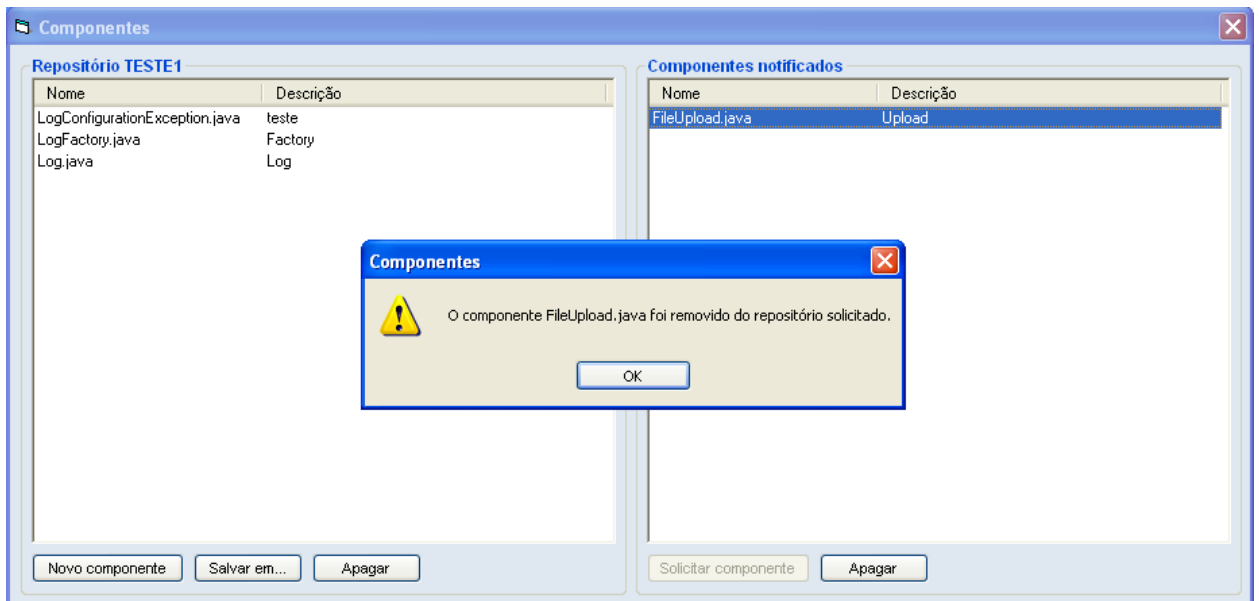 Componentes
Repositório TESTE1
Nome Descrição
LogConfigurationException.java teste
LogFactory.java Factory
Log.java Log
Novo componente Salvar em... Apagar
Componentes notificados
Nome Descrição
FileUpload.java Upload
Solicitar componente Apagar
Componentes
O componente FileUpload.java foi removido do repositório solicitado.
OK